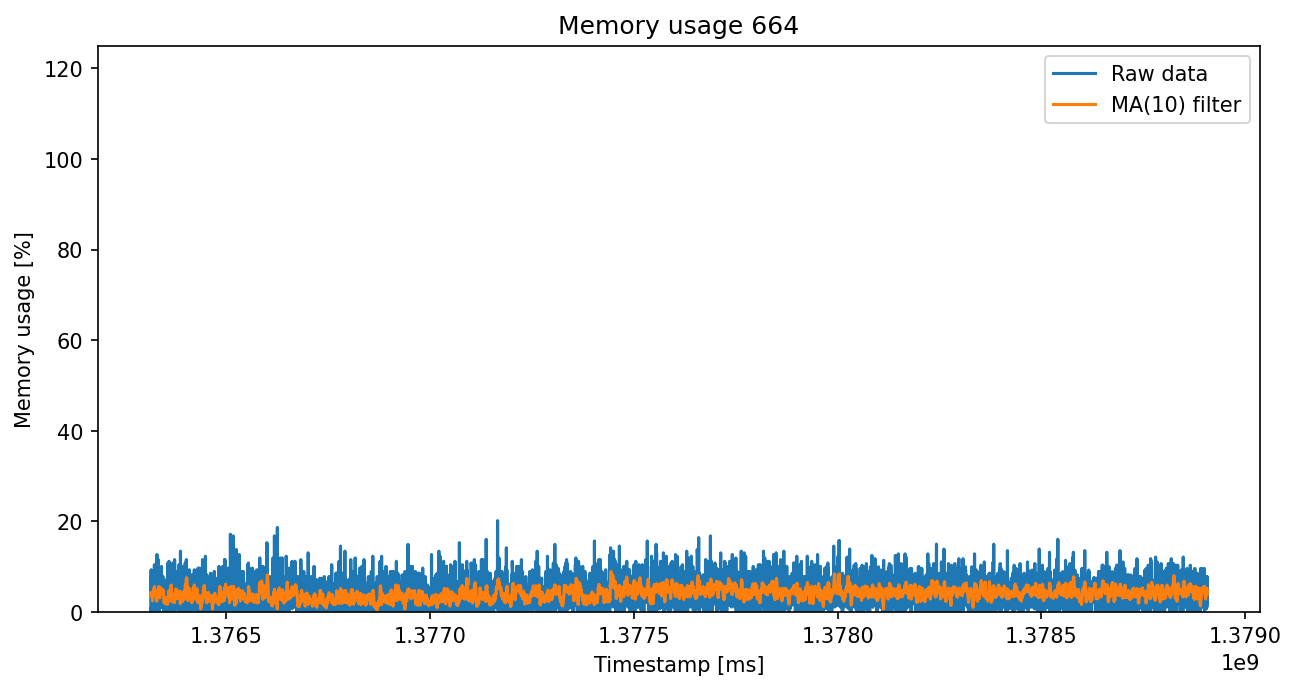 Memory usage 664
Raw data
MA(10) filter
Memory usage [%]
120
100
80
60
40
20
0
1.3765 1.3770 1.3775 1.3780 1.3785 1.3790
1e9
Timestamp [ms]